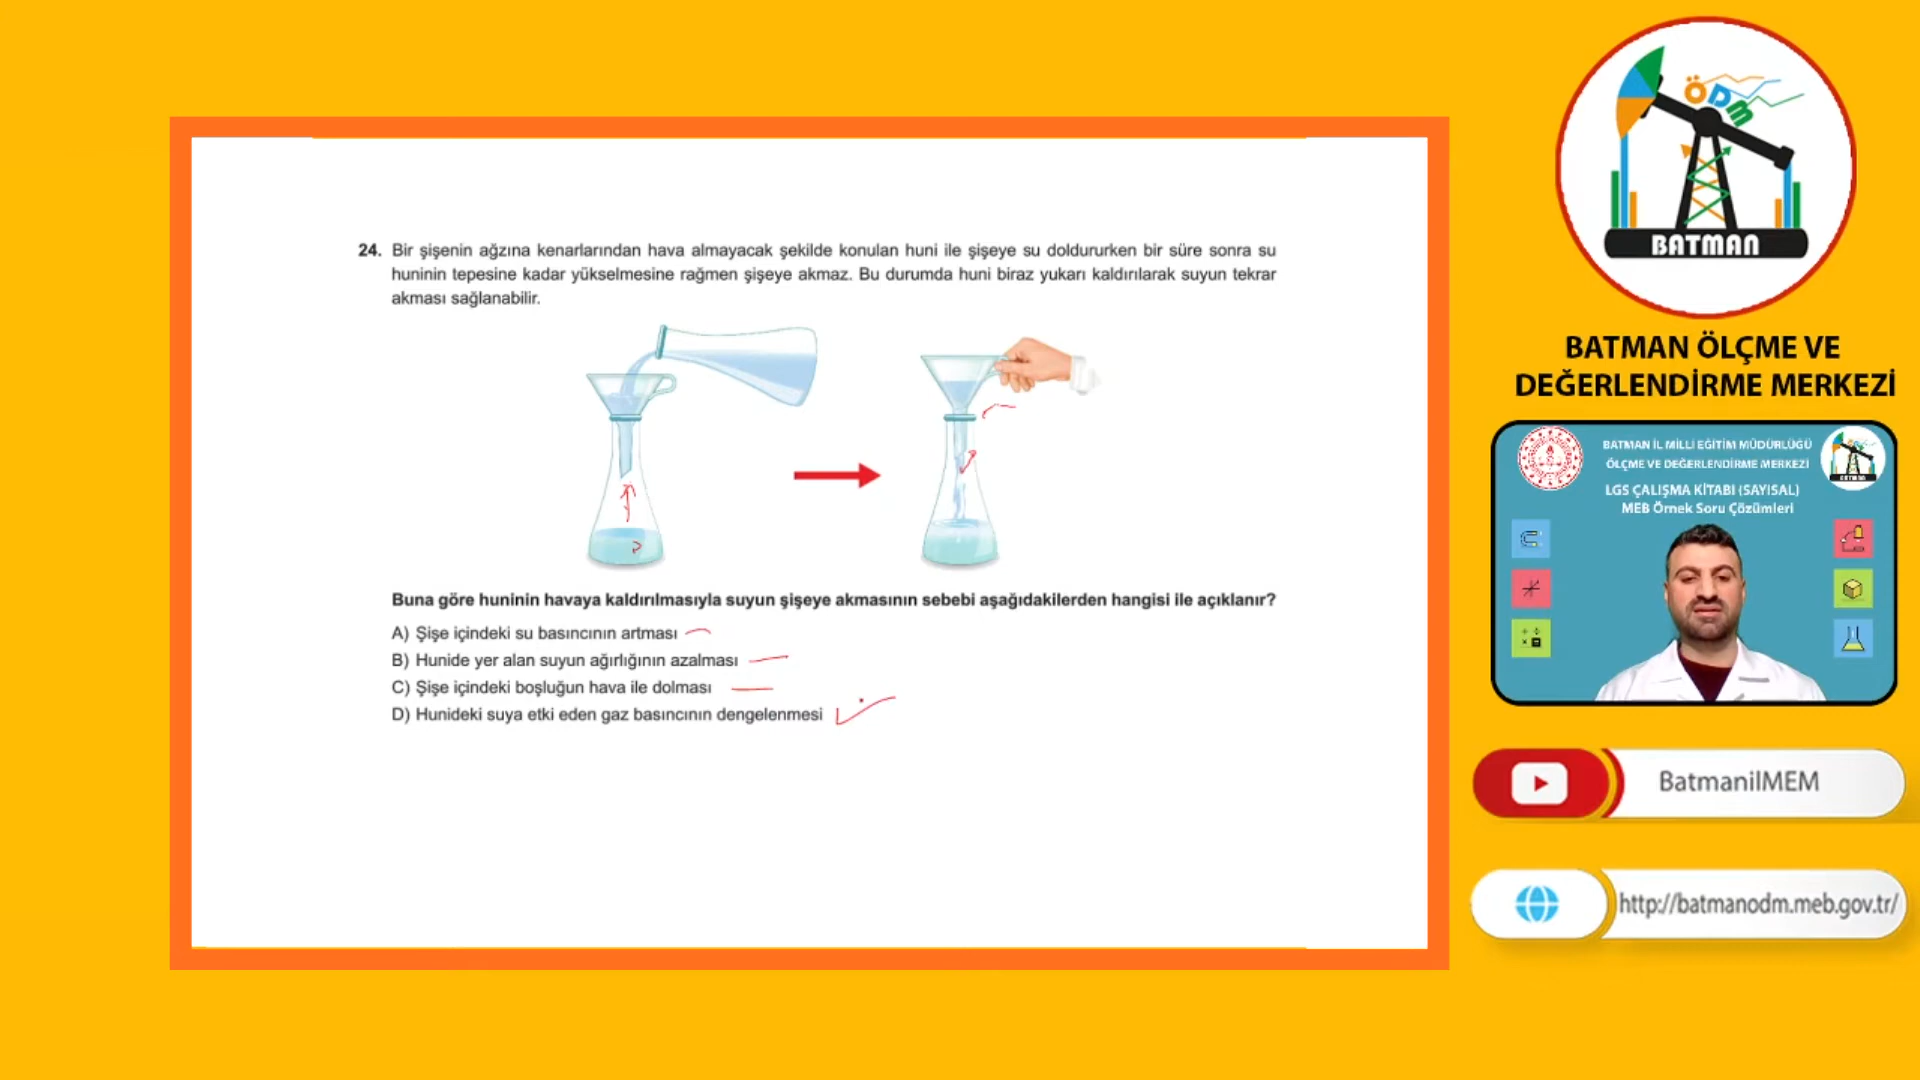 24. Bir şişenin ağzına kenarlarından hava almayacak şekilde konulan huni ile şişeye su doldururken bir süre sonra su
huninin tepesine kadar yükselmesine rağmen şişeye akmaz. Bu durumda huni biraz yukarı kaldırılarak suyun tekrar
akması sağlanabilir.
Buna göre huninin havaya kaldırılmasıyla suyun şişeye akmasının sebebi aşağıdakilerden hangisi ile açıklanır?
A) Şişe içindeki su basıncının artması
B) Hunide yer alan suyun ağırlığının azalması
C) Şişe içindeki boşluğun hava ile dolması
D) Hunideki suya etki eden gaz basıncının dengelenmesi
ÖDM
BATMAN
BATMAN ÖLÇME VE
DEĞERLENDİRME MERKEZİ
BATMAN İL MİLLİ EĞİTİM MÜDÜRLÜĞÜ
ÖLÇME VE DEĞERLENDİRME MERKEZİ
LGS ÇALIŞMA KİTABI (SAYISAL)
MEB Örnek Soru Çözümleri
BatmanilMEM
http://batmanodm.meb.gov.tr/